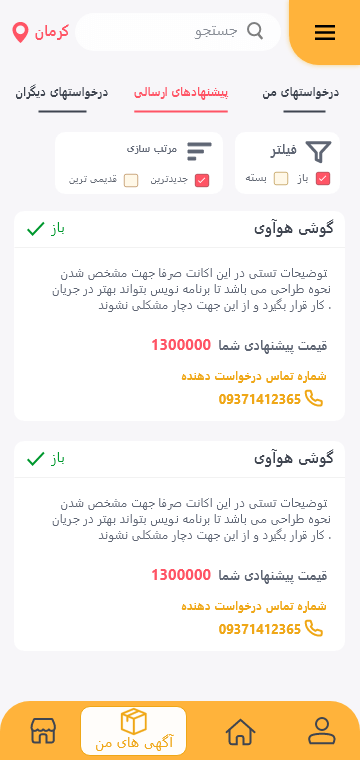 جستجو
کرمان
درخواستهای من
پیشنهادهای ارسالی
درخواستهای دیگران
فیلتر
باز
بسته
مرتب سازی
جدیدترین
قدیمی ترین
گوشی هوآوی
باز
توضیحات تستی در این اکانت صرفا جهت مشخص شدن
نحوه طراحی می باشد تا برنامه نویس بتواند بهتر در جریان
کار قرار بگیرد و از این جهت دچار مشکلی نشوند .
قیمت پیشنهادی شما 1300000
شماره تماس درخواست دهنده
09371412365
گوشی هوآوی
باز
توضیحات تستی در این اکانت صرفا جهت مشخص شدن
نحوه طراحی می باشد تا برنامه نویس بتواند بهتر در جریان
کار قرار بگیرد و از این جهت دچار مشکلی نشوند .
قیمت پیشنهادی شما 1300000
شماره تماس درخواست دهنده
09371412365
آگهی های من